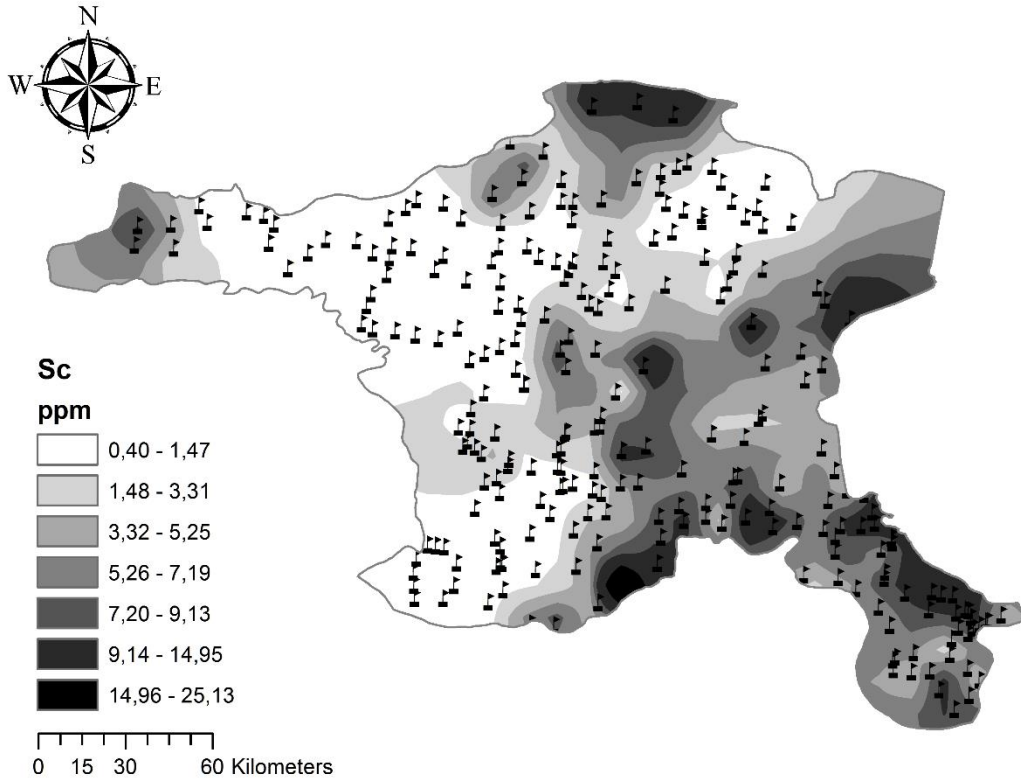 N
W E
S
Sc
ppm
0,40 - 1,47
1,48 - 3,31
3,32 - 5,25
5,26 - 7,19
7,20 - 9,13
9,14 - 14,95
14,96 - 25,13
0 15 30 60 Kilometers